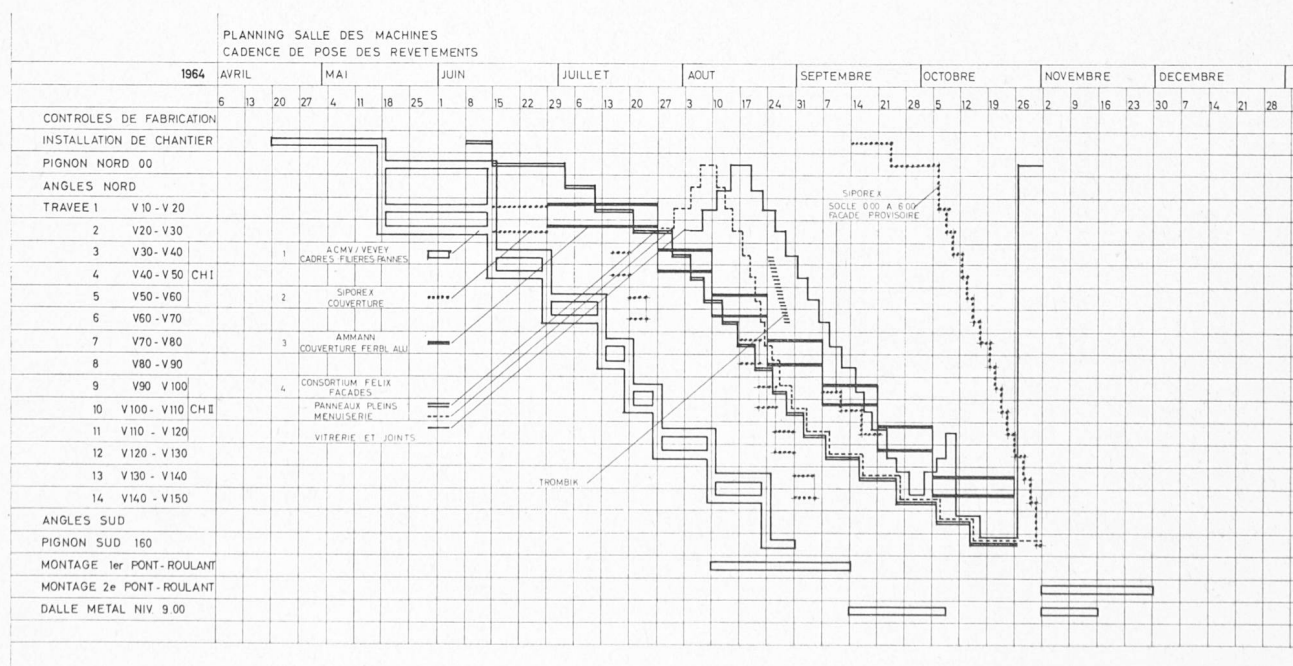 PLANNING SALLE DES MACHINES
CADENCE DE POSE DES REVETEMENTS
1964 AVRIL MAI JUIN JUILLET AOUT SEPTEMBRE OCTOBRE NOVEMBRE DECEMBRE
6 13 20 27 4 11 18 25 1 8 15 22 29 6 13 20 27 3 10 17 24 31 7 14 21 28 5 12 19 26 2 9 16 23 30 7 14 21 28
CONTROLES DE FABRICATION
INSTALLATION DE CHANTIER
PIGNON NORD 00
ANGLES NORD
TRAVEE 1 V 10 - V 20
2 V20 - V30
3 V30 - V40
4 V40 - V50 CH I
5 V50 - V60
6 V60 - V70
7 V70 - V80
8 V80 - V90
9 V90 V 100
10 V100 - V110 CH II
11 V110 - V120
12 V120 - V130
13 V130 - V140
14 V140 - V150
ANGLES SUD
PIGNON SUD 160
MONTAGE 1er PONT-ROULANT
MONTAGE 2e PONT-ROULANT
DALLE METAL NIV 9.00
1 ACMV / VEVEY
CADRES FILIERES PANNES
2 SIPOREX
COUVERTURE
3 AMMANN
COUVERTURE FERBL ALU
4 CONSORTIUM FELIX
FACADES
PANNEAUX PLEINS
MENUISERIE
VITRERIE ET JOINTS
TROMBIK
SIPOREX
SOCLE 0.00 A 6.00
FACADE PROVISOIRE